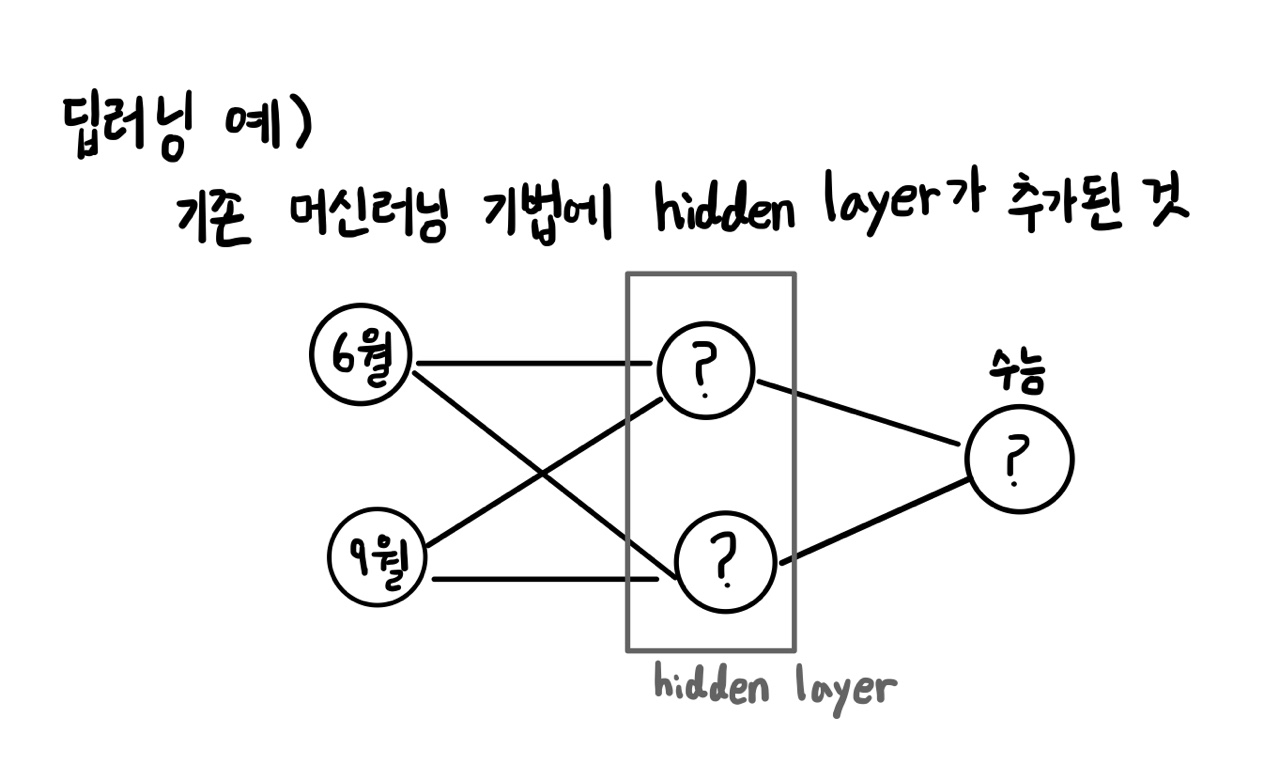 딥러닝 예)
기존 머신러닝 기법에 hidden layer가 추가된 것
6월
?
수능
?
9월
?
hidden layer